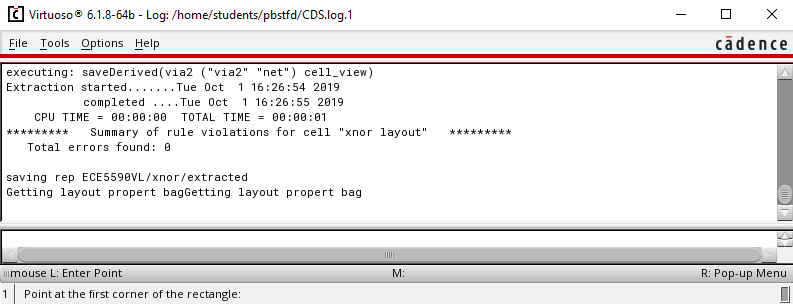 Virtuoso® 6.1.8-64b - Log: /home/students/pbstfd/CDS.log.1
File Tools Options Help
cādence
executing: saveDerived(via2 ("via2" "net") cell_view)
Extraction started.......Tue Oct  1 16:26:54 2019
completed ....Tue Oct  1 16:26:55 2019
CPU TIME = 00:00:00  TOTAL TIME = 00:00:01
*********   Summary of rule violations for cell "xnor layout"   *********
Total errors found: 0
saving rep ECE5590VL/xnor/extracted
Getting layout propert bagGetting layout propert bag
mouse L: Enter Point M: R: Pop-up Menu
1 Point at the first corner of the rectangle: